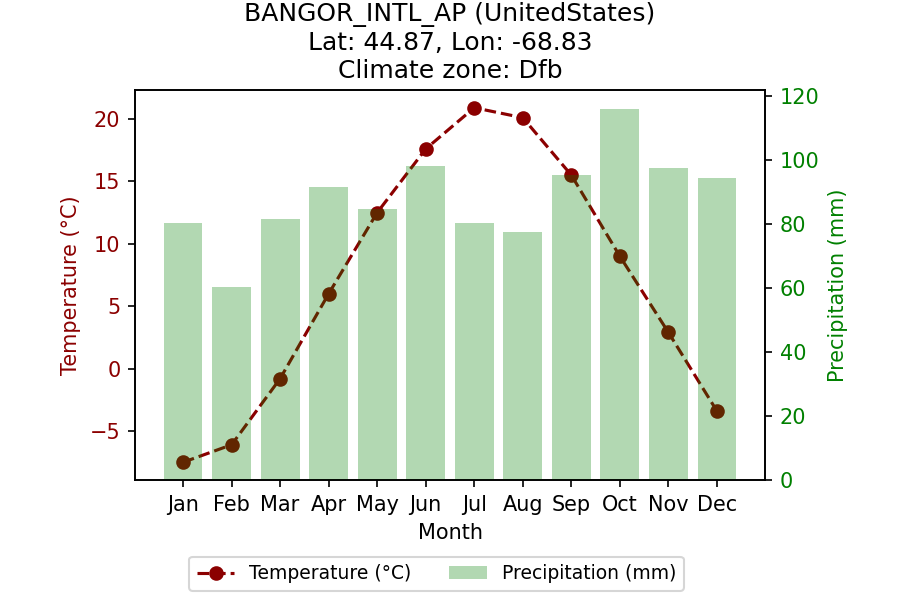 BANGOR_INTL_AP (UnitedStates)
Lat: 44.87, Lon: -68.83
Climate zone: Dfb
Temperature (°C)
20
15
10
5
0
−5
Precipitation (mm)
120
100
80
60
40
20
0
Jan Feb Mar Apr May Jun Jul Aug Sep Oct Nov Dec
Month
Temperature (°C) Precipitation (mm)